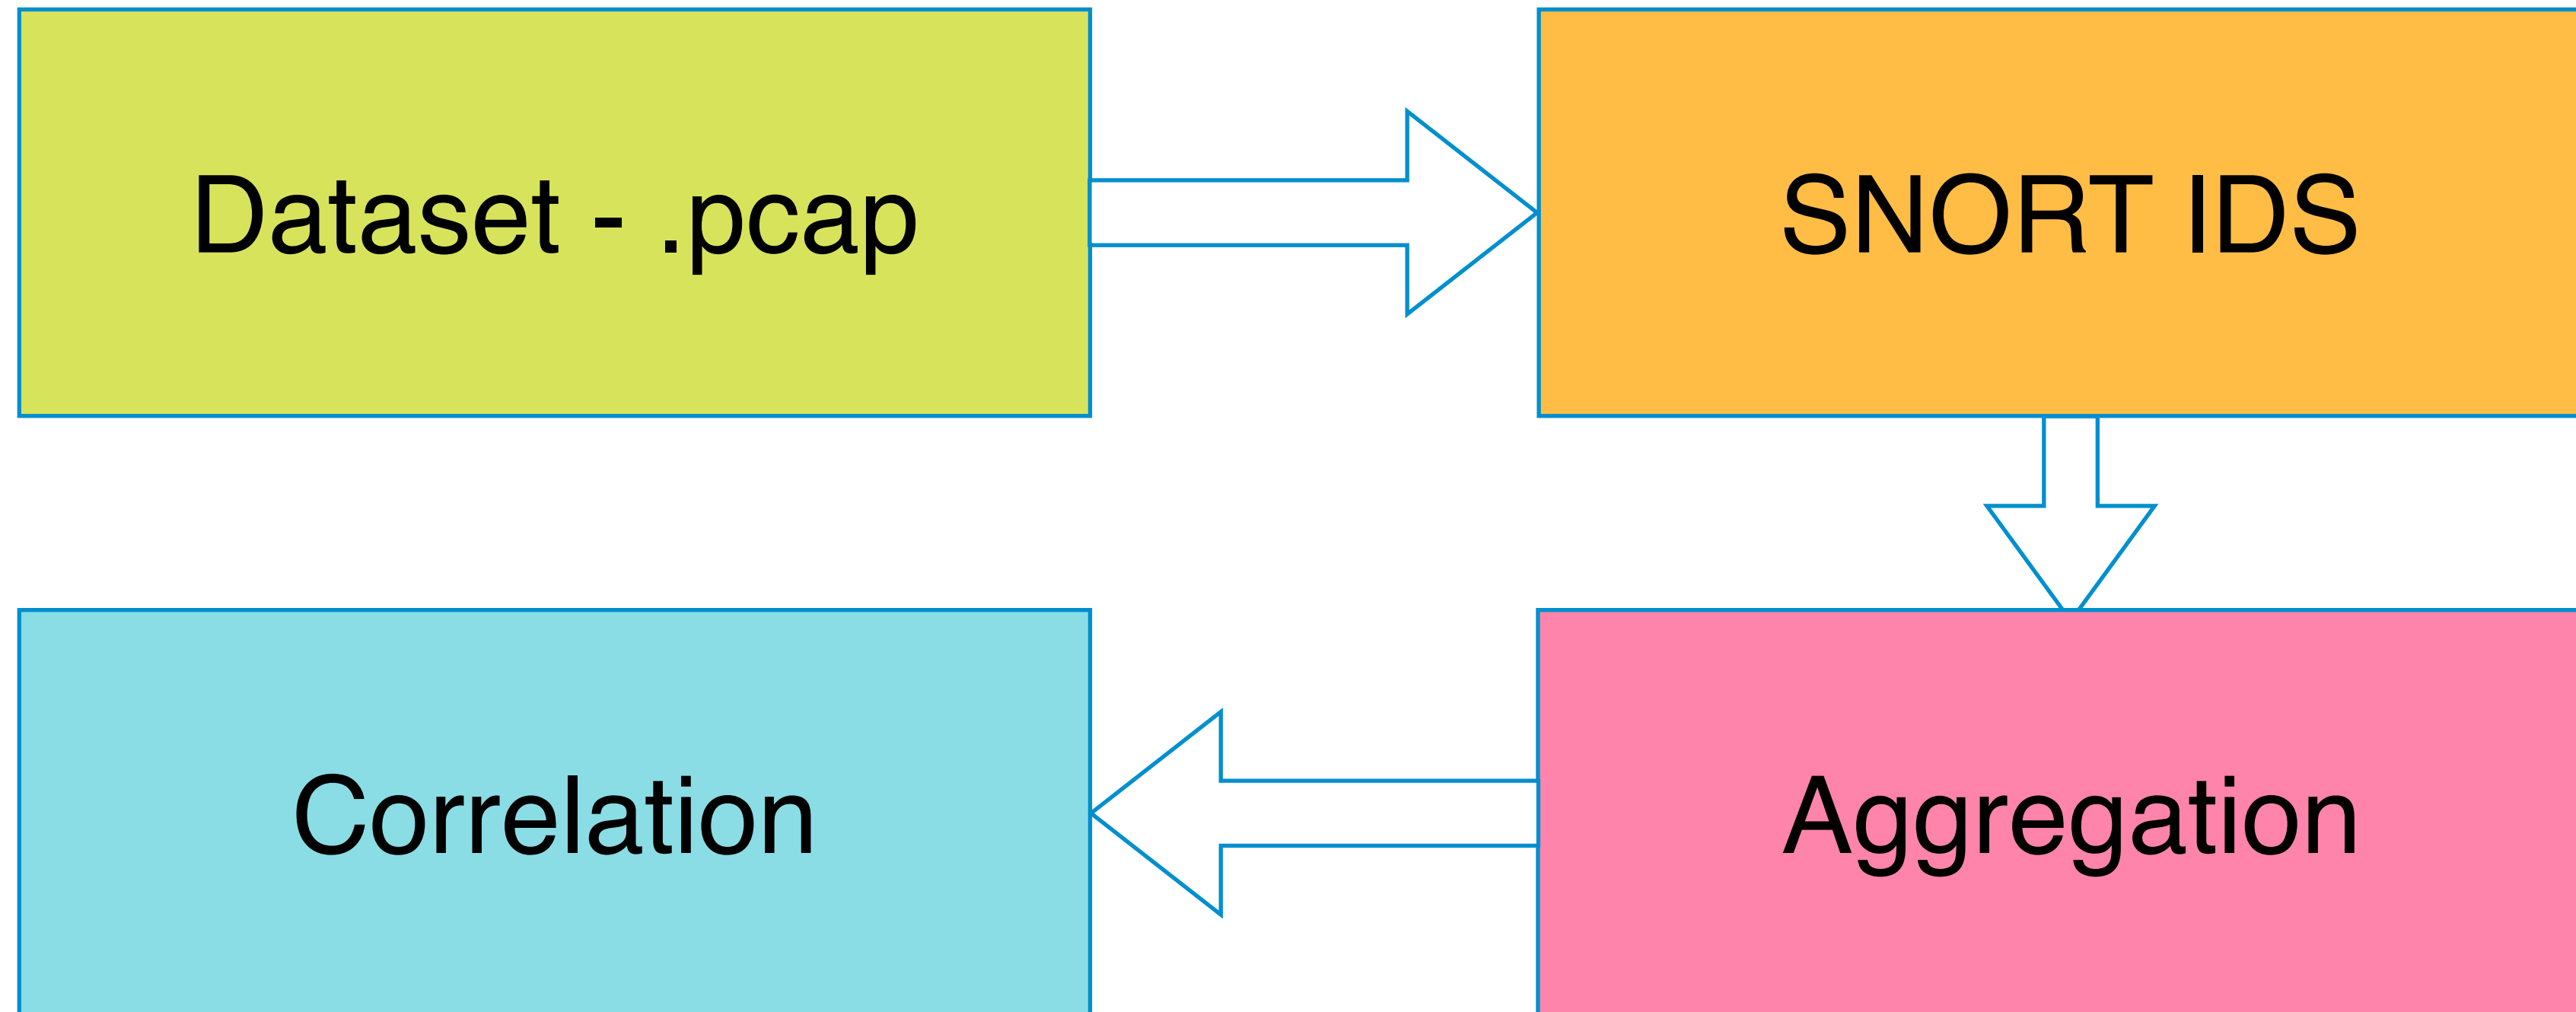 Dataset - .pcap
SNORT IDS
Correlation
Aggregation